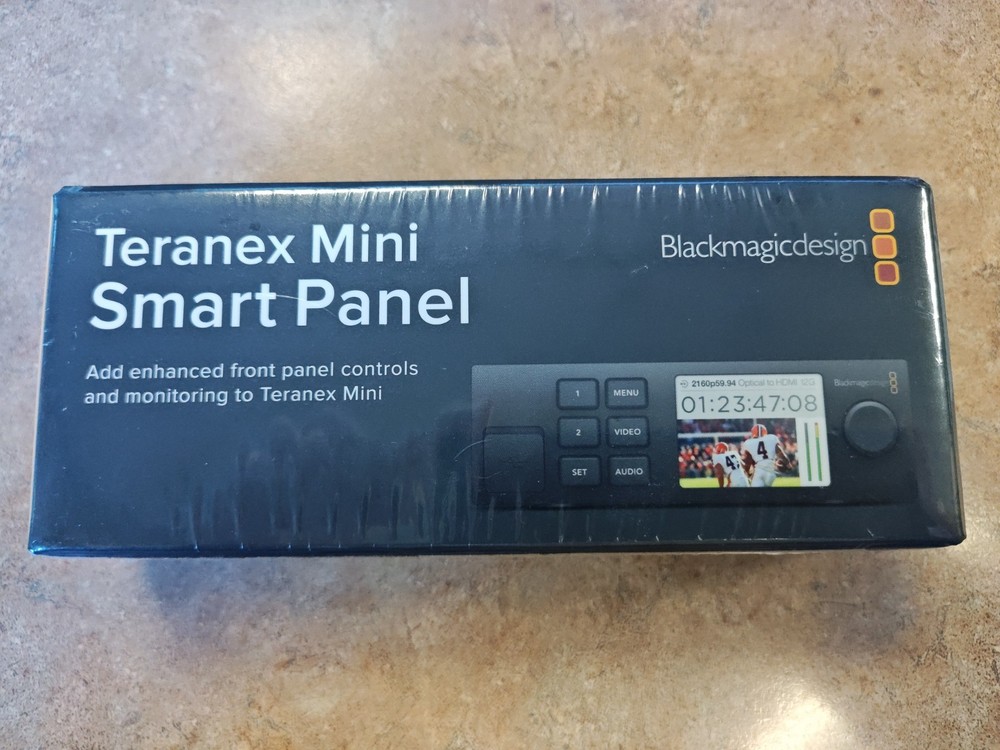 Teranex Mini
Smart Panel
Blackmagicdesign
Add enhanced front panel controls
and monitoring to Teranex Mini
1 MENU
2 VIDEO
SET AUDIO
2160p59.94 Optical to HDMI 12G
01:23:47:08
47 4
Blackmagicdesign